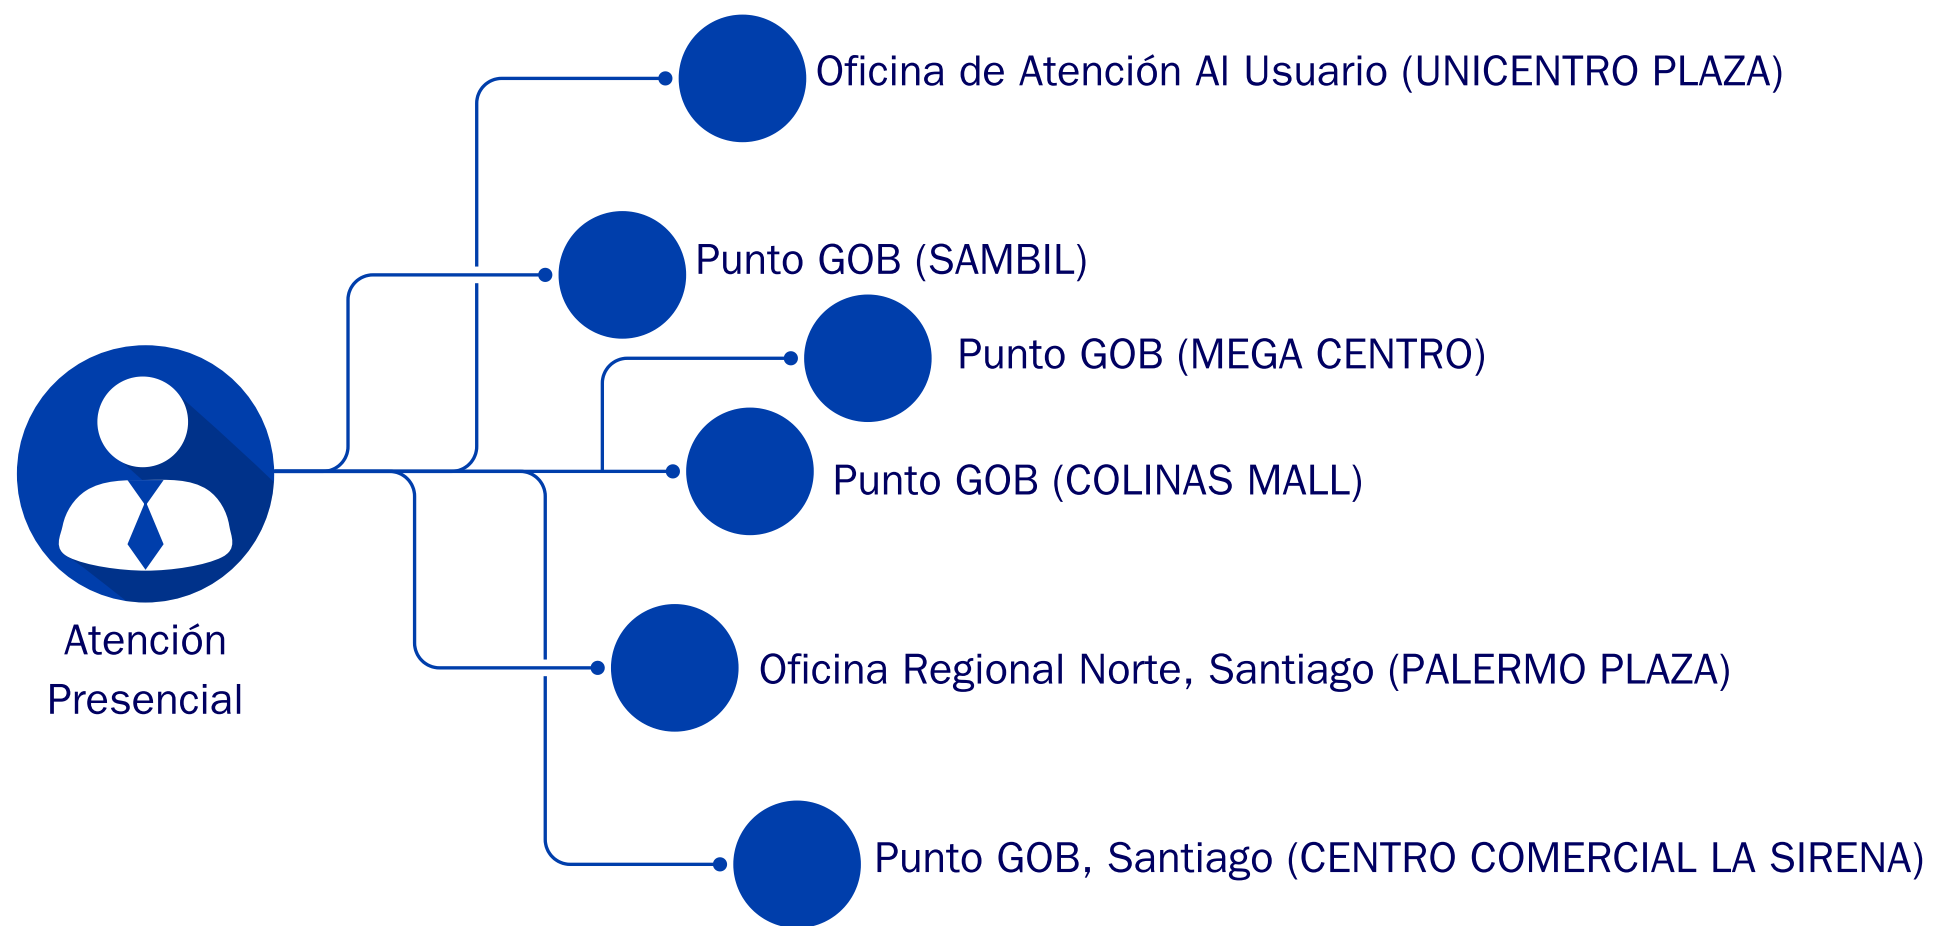 Oficina de Atención Al Usuario (UNICENTRO PLAZA)
Punto GOB (SAMBIL)
Punto GOB (MEGA CENTRO)
Punto GOB (COLINAS MALL)
Atención
Presencial
Oficina Regional Norte, Santiago (PALERMO PLAZA)
Punto GOB, Santiago (CENTRO COMERCIAL LA SIRENA)